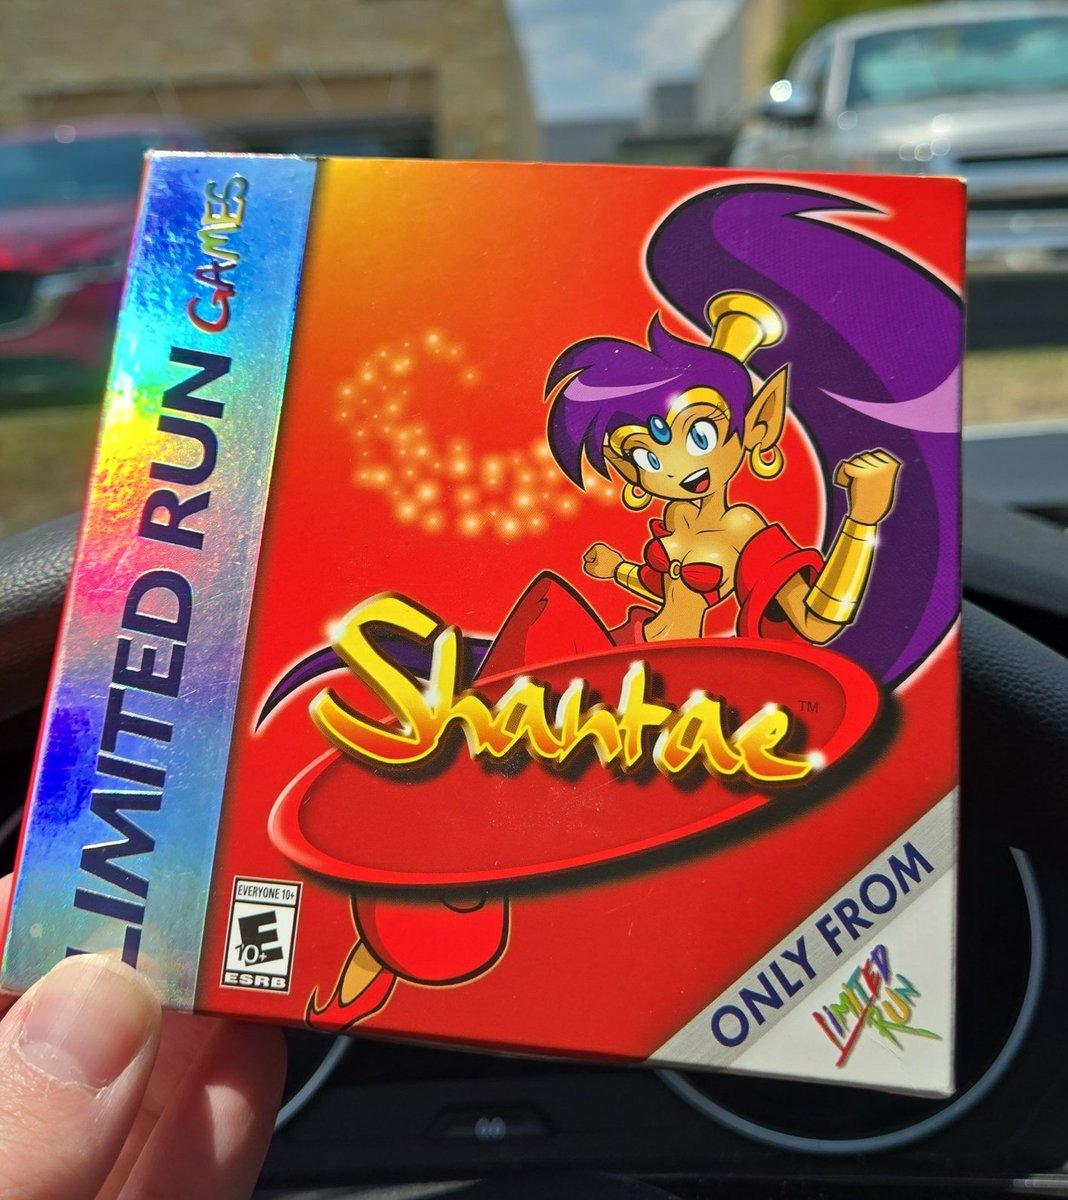 LIMITED RUN GAMES
Shantae™
EVERYONE 10+
E
10+
ESRB
ONLY FROM
LIMITED
RUN